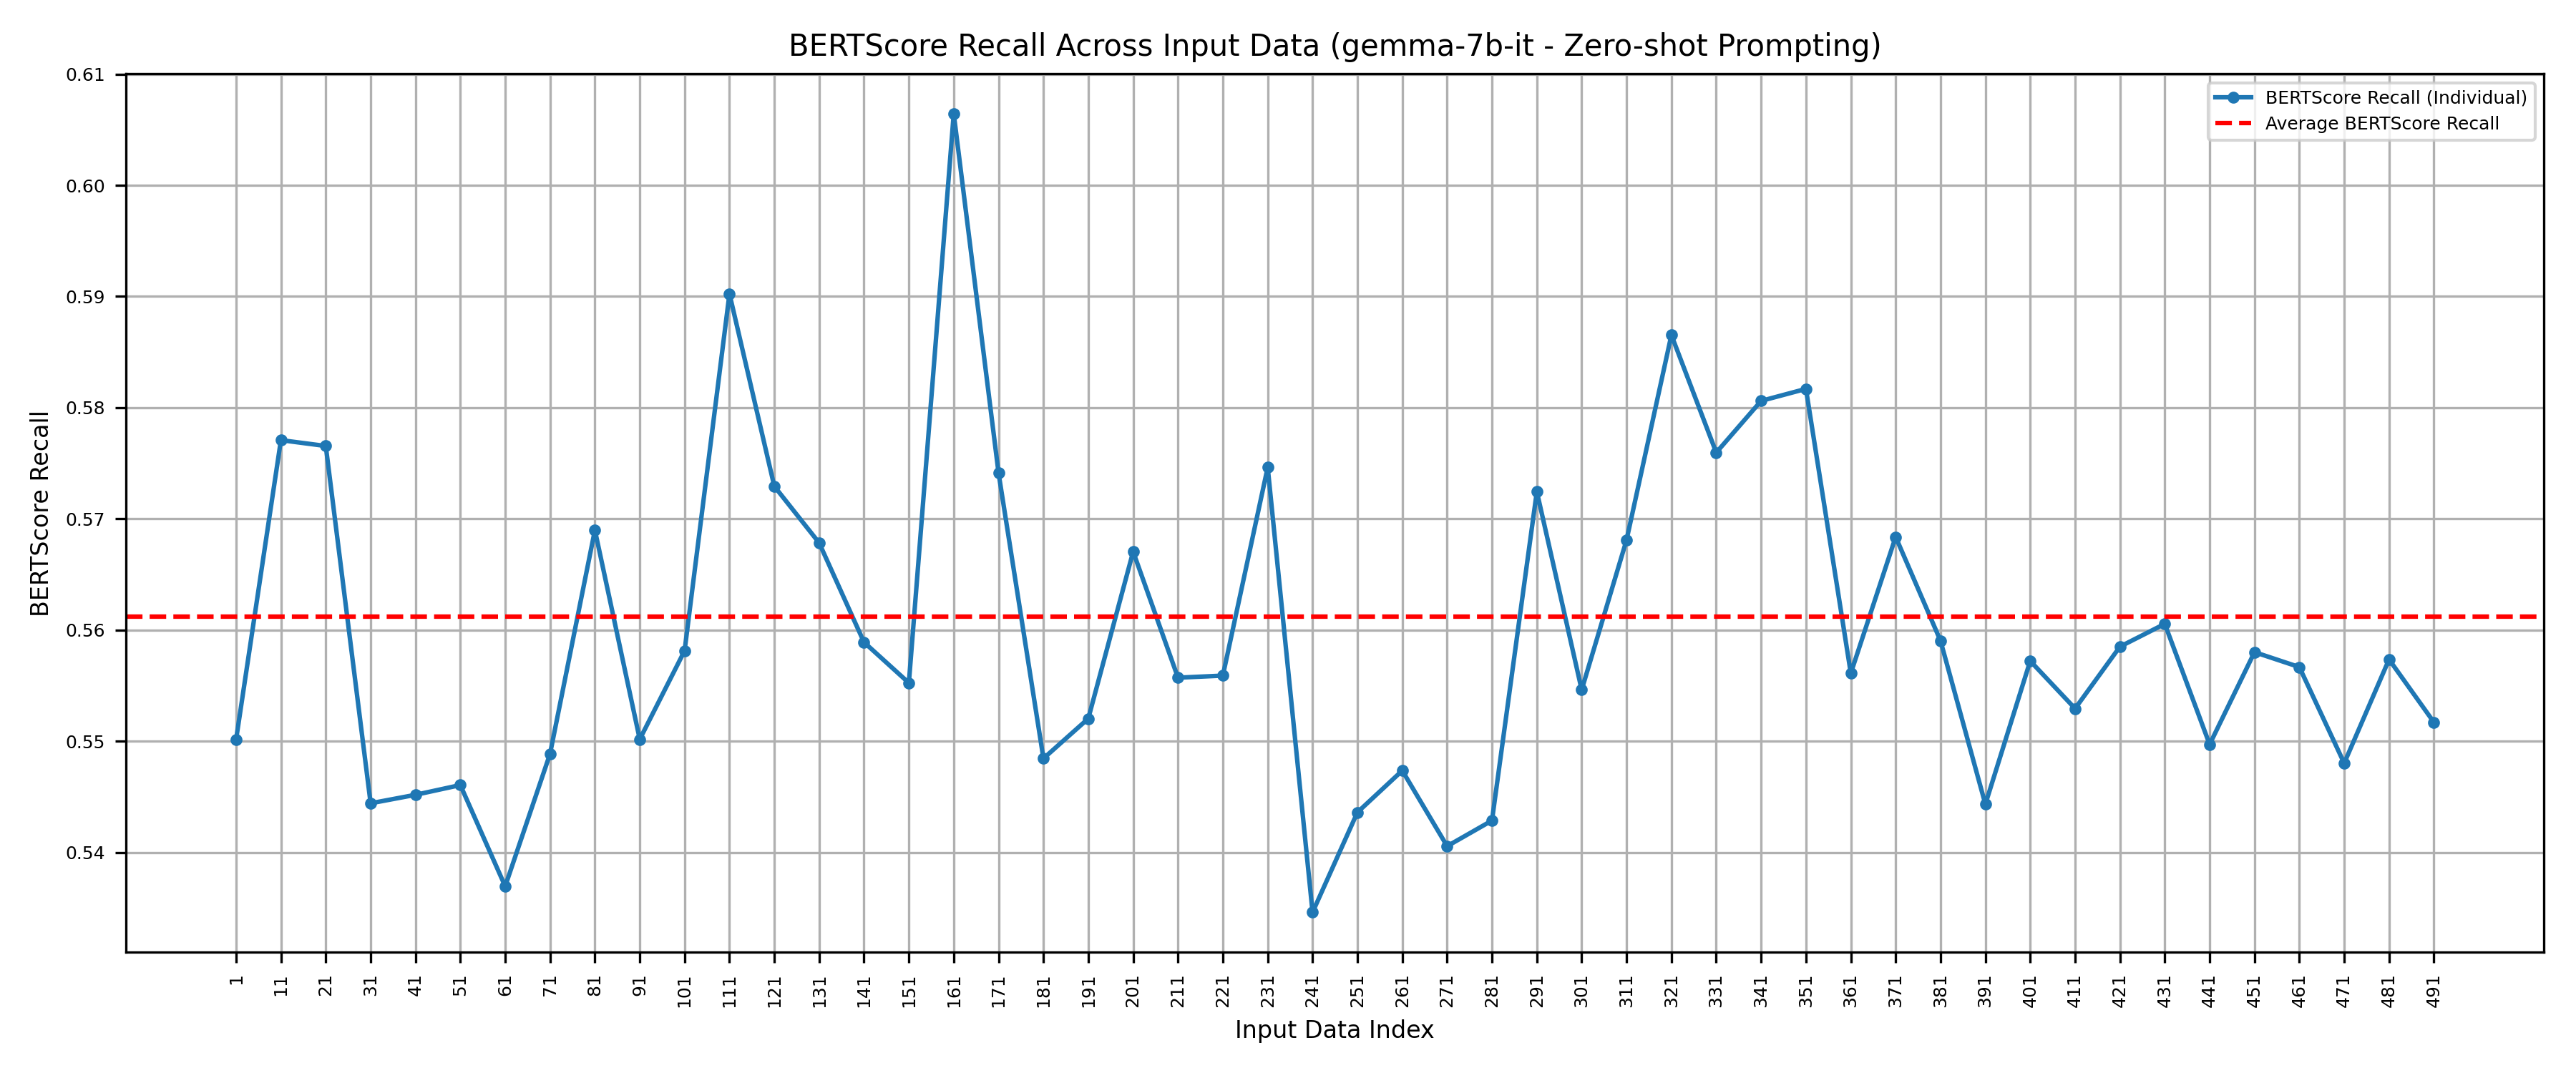 BERTScore Recall Across Input Data (gemma-7b-it - Zero-shot Prompting)
BERTScore Recall (Individual)
Average BERTScore Recall
BERTScore Recall
0.61
0.60
0.59
0.58
0.57
0.56
0.55
0.54
1 11 21 31 41 51 61 71 81 91 101 111 121 131 141 151 161 171 181 191 201 211 221 231 241 251 261 271 281 291 301 311 321 331 341 351 361 371 381 391 401 411 421 431 441 451 461 471 481 491
Input Data Index